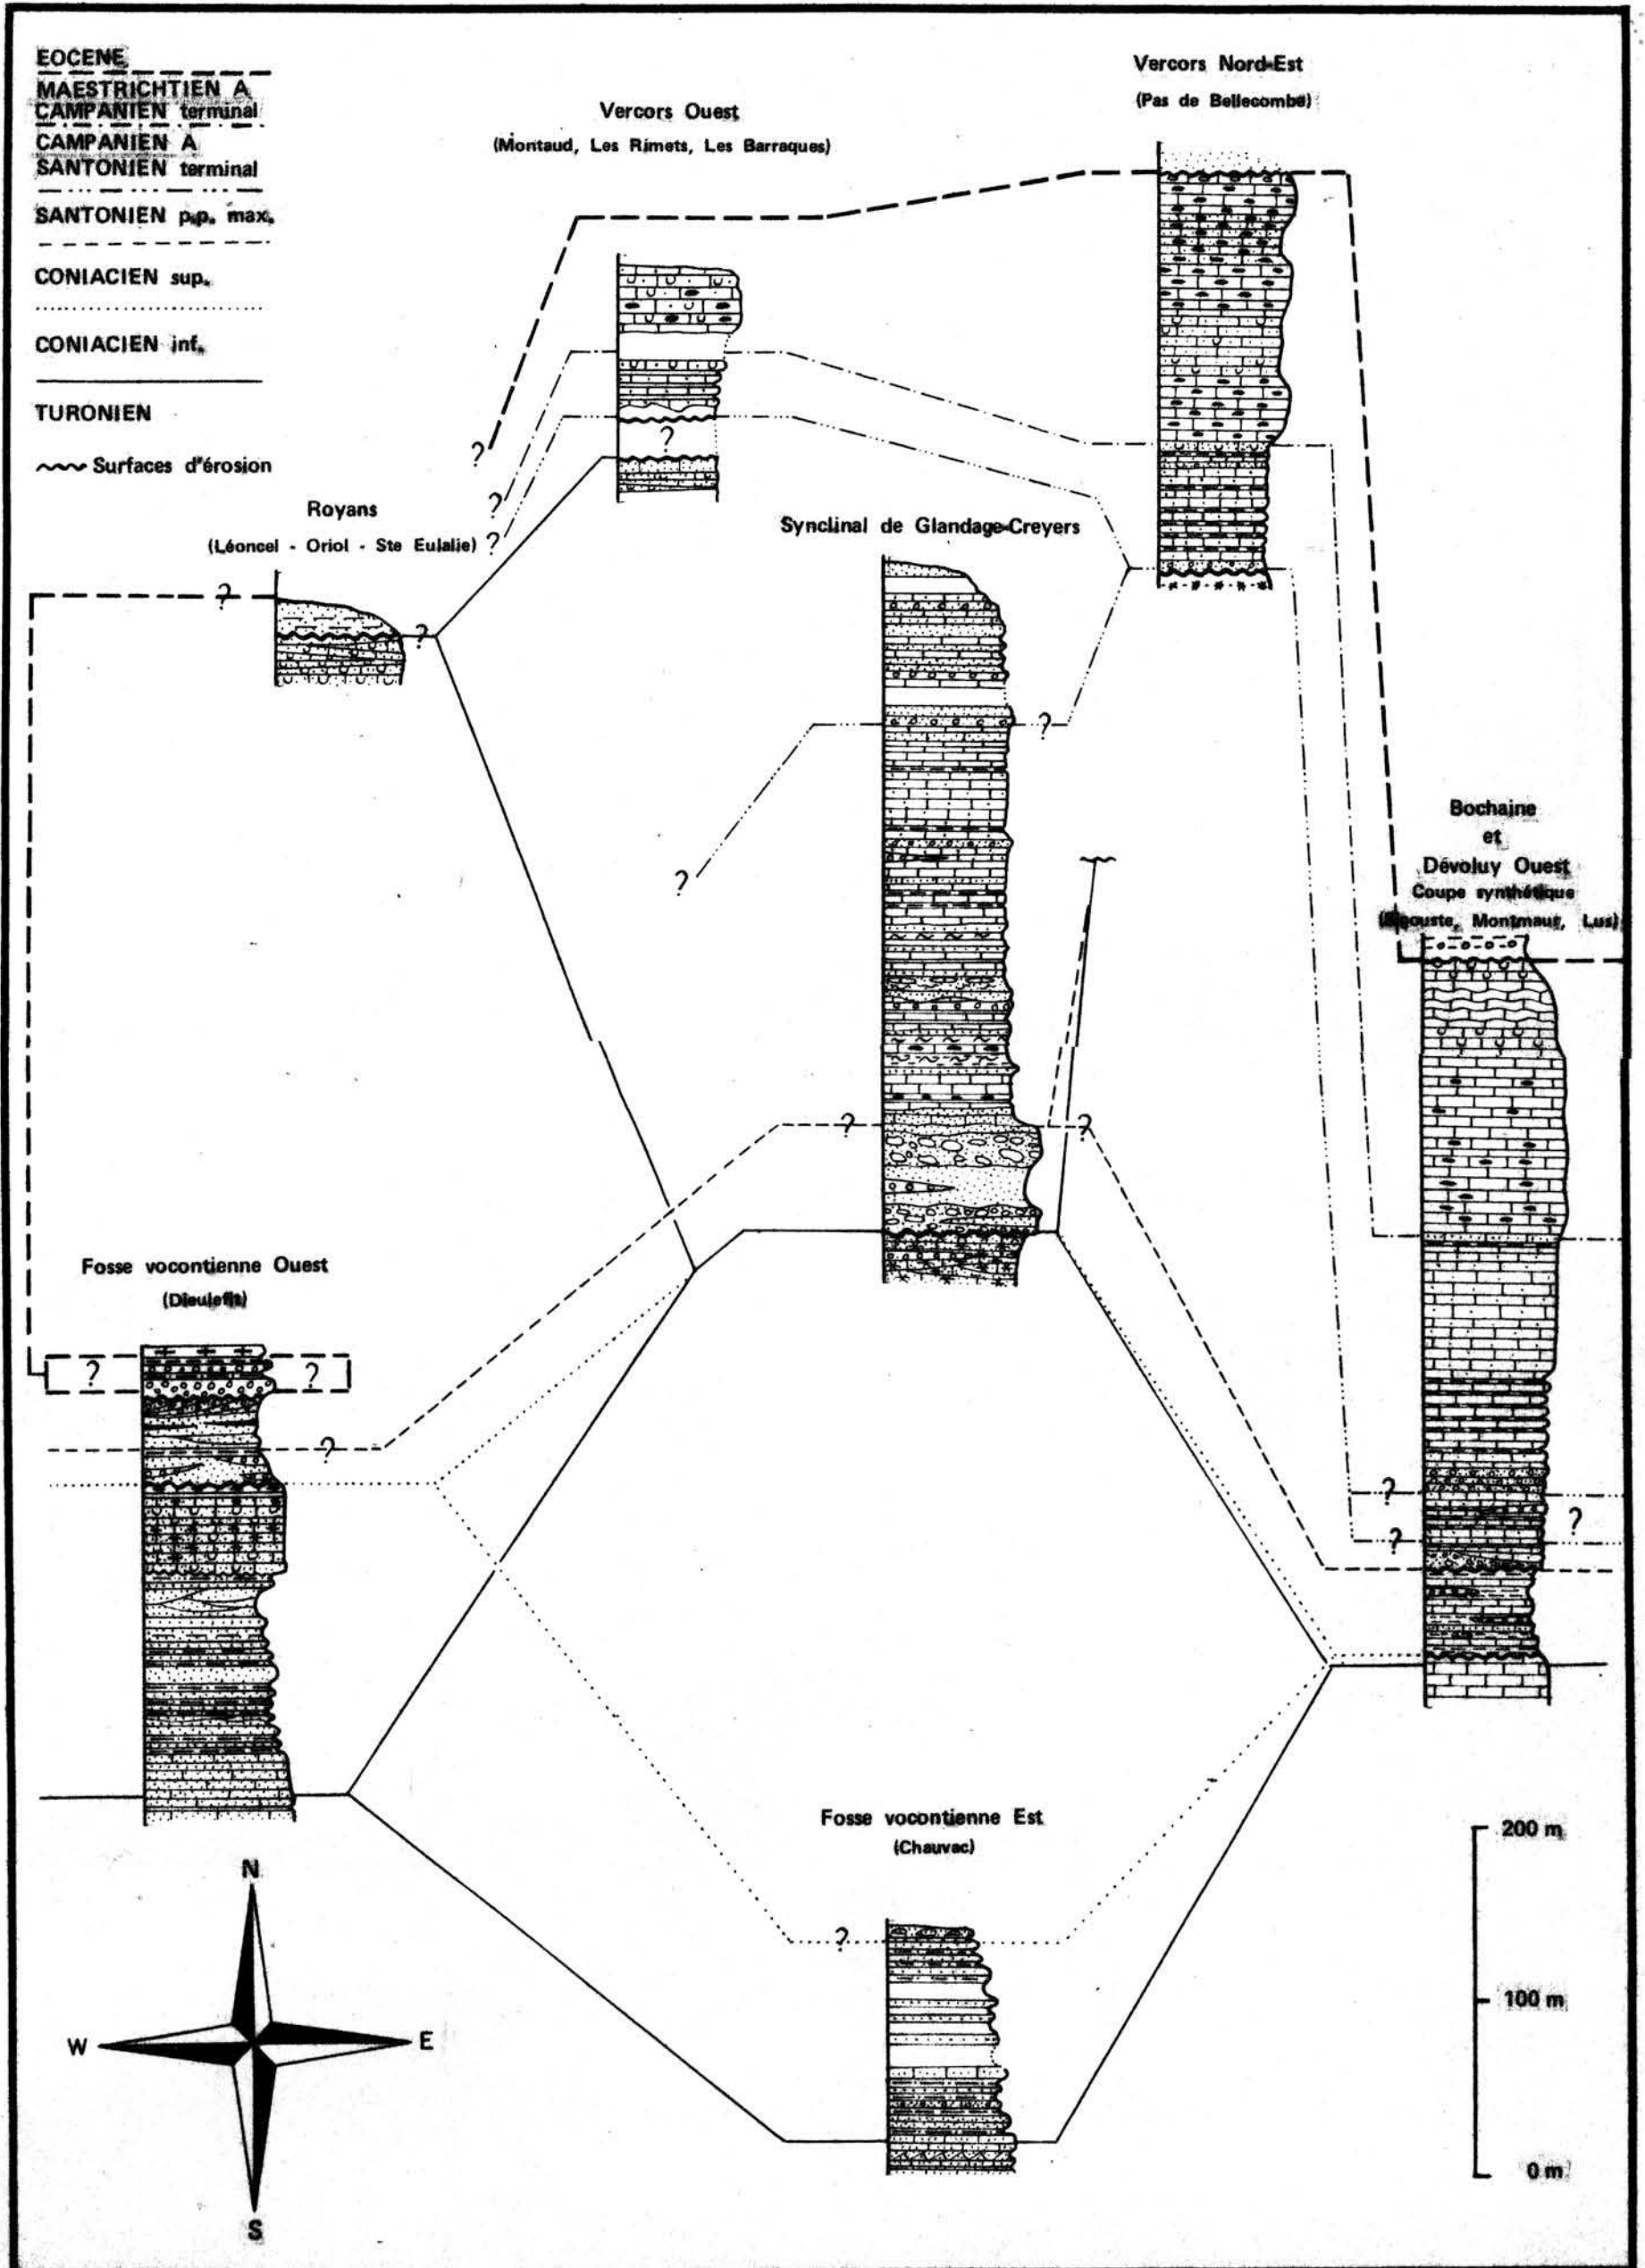 EOCENE
MAESTRICHTIEN A
CAMPANIEN terminal
CAMPANIEN A
SANTONIEN terminal
SANTONIEN p.p. max.
CONIACIEN sup.
CONIACIEN inf.
TURONIEN
Surfaces d'érosion
Vercors Ouest
(Montaud, Les Rimets, Les Barraques)
Vercors Nord-Est
(Pas de Bellecombe)
?
?
?
?
Royans
(Léoncel - Oriol - Ste Eulalie)
?
?
Synclinal de Glandage-Creyers
?
?
?
?
Bochaine
et
Dévoluy Ouest
Coupe synthétique
Montmaur, Lus)
?
?
?
Fosse vocontienne Ouest
(Dieulefit)
?
?
?
Fosse vocontienne Est
(Chauvac)
?
200 m
100 m
0 m
N
W
E
S